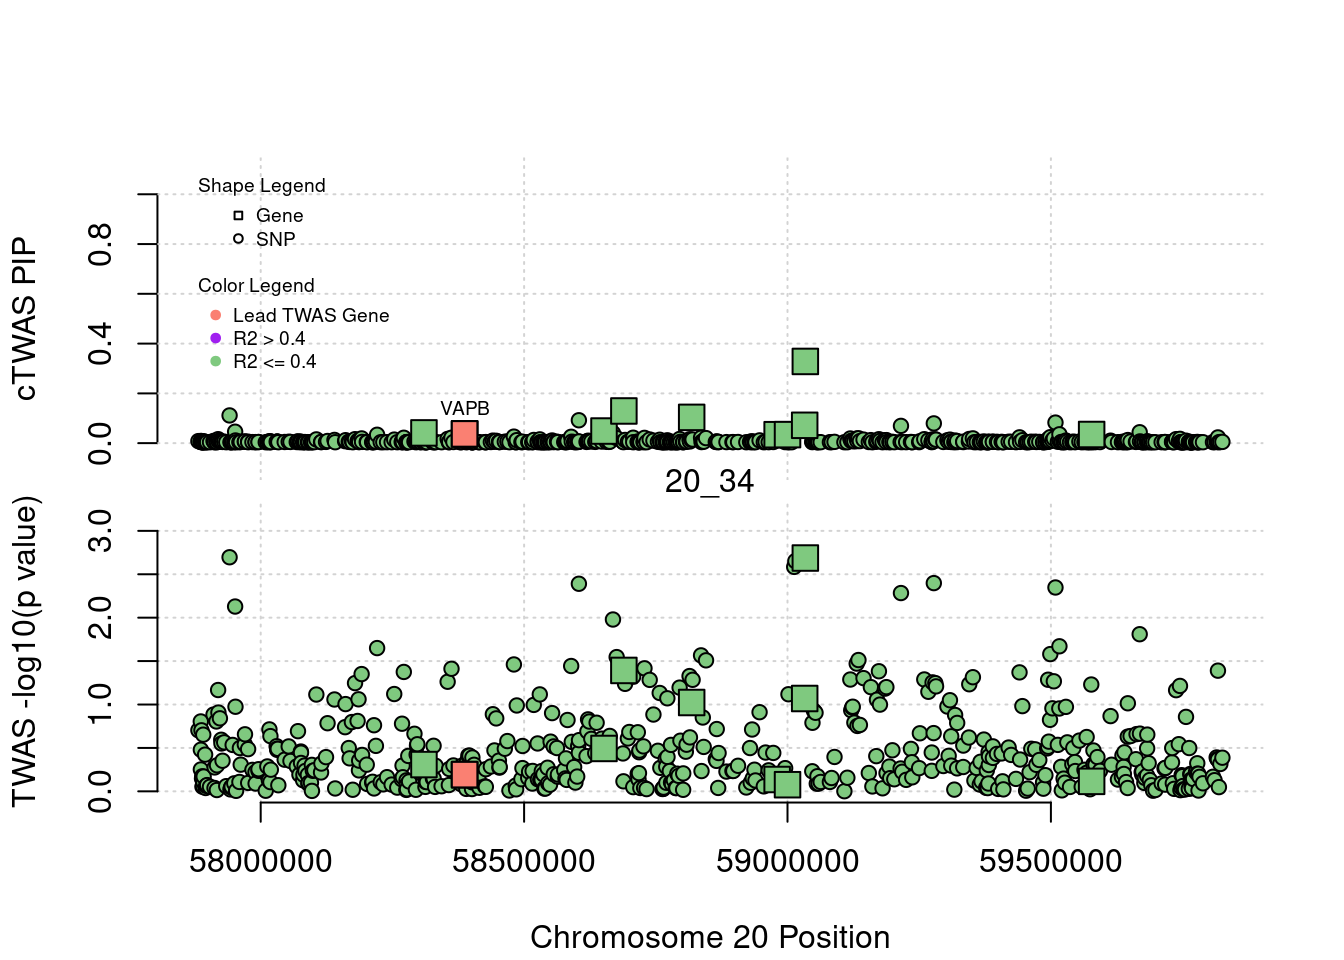 Shape Legend
Gene
SNP
Color Legend
Lead TWAS Gene
R2 > 0.4
R2 <= 0.4
VAPB
cTWAS PIP
0.8
0.4
0.0
20_34
TWAS -log10(p value)
3.0
2.0
1.0
0.0
58000000 58500000 59000000 59500000
Chromosome 20 Position